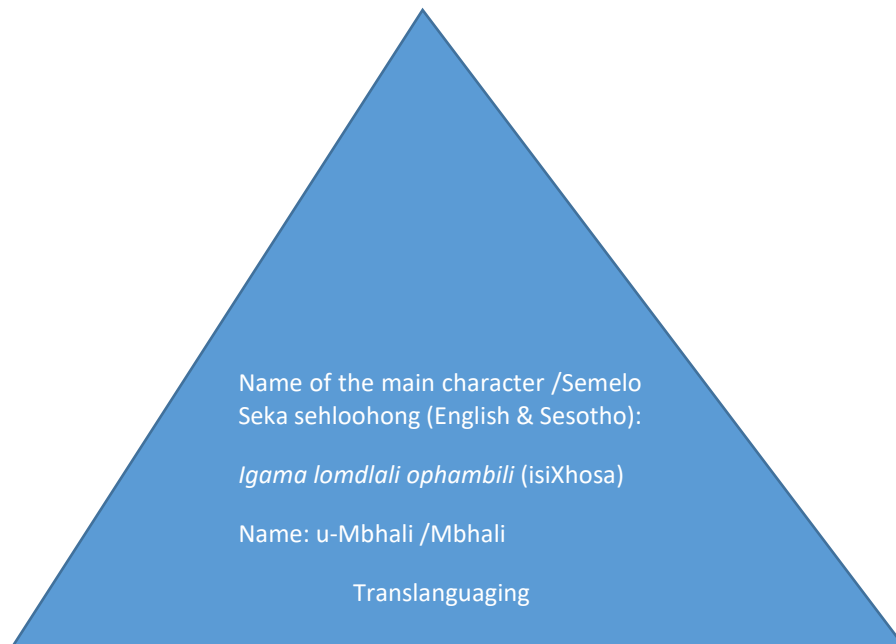 Name of the main character /Semelo
Seka sehloohong (English & Sesotho):
Igama lomdlali ophambili (isiXhosa)
Name: u-Mbhali /Mbhali
Translanguaging